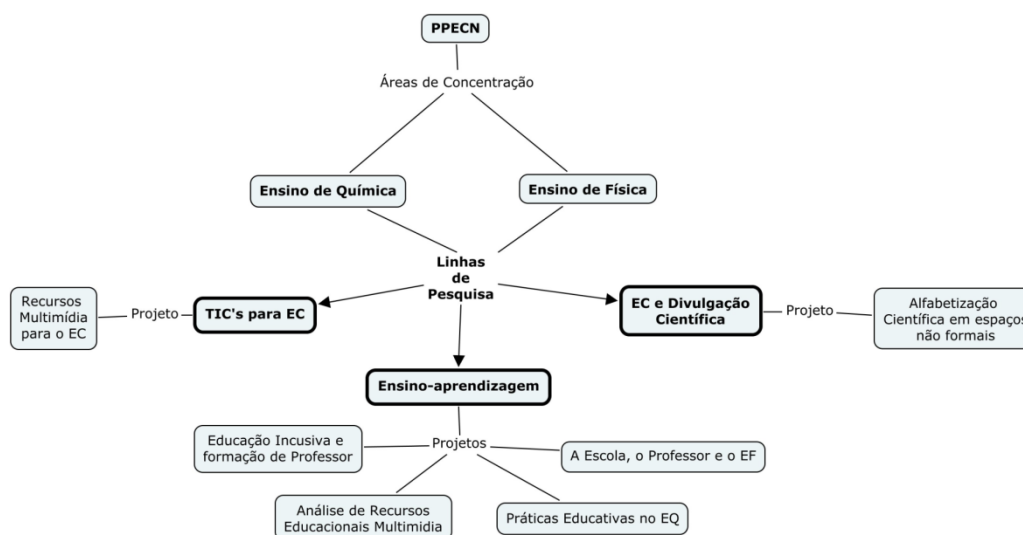 PPECN
Áreas de Concentração
Ensino de Química
Ensino de Física
Linhas
de
Pesquisa
Recursos
Multimídia
para o EC
Projeto
TIC's para EC
EC e Divulgação
Científica
Projeto
Alfabetização
Científica em espaços
não formais
Ensino-aprendizagem
Educação Incusiva e
formação de Professor
Projetos
A Escola, o Professor e o EF
Análise de Recursos
Educacionais Multimidia
Práticas Educativas no EQ